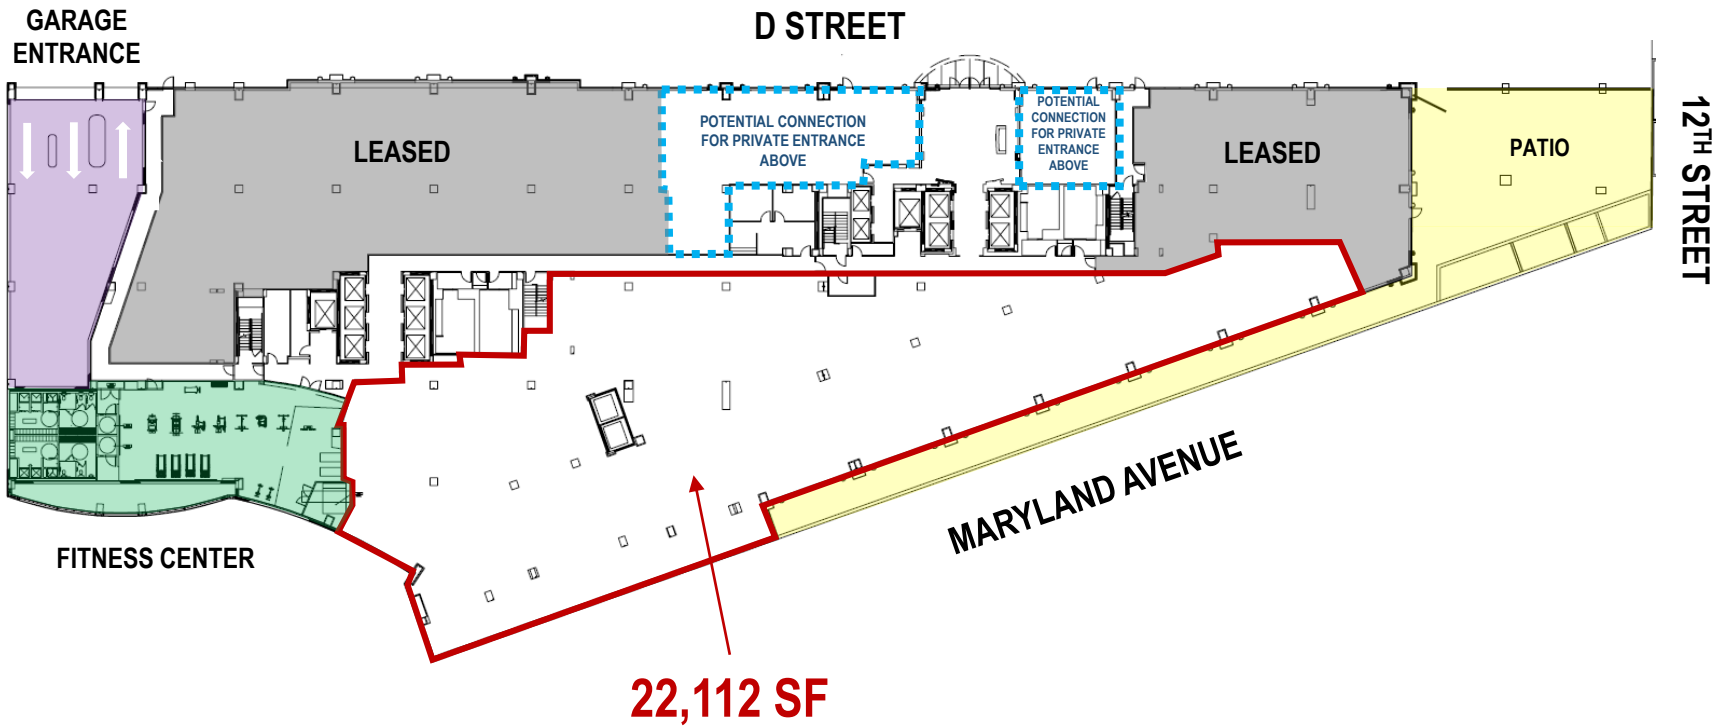 GARAGE
ENTRANCE
D STREET
POTENTIAL CONNECTION
FOR PRIVATE ENTRANCE
ABOVE
POTENTIAL
CONNECTION
FOR PRIVATE
ENTRANCE
ABOVE
LEASED
LEASED
PATIO
12TH STREET
MARYLAND AVENUE
FITNESS CENTER
22,112 SF